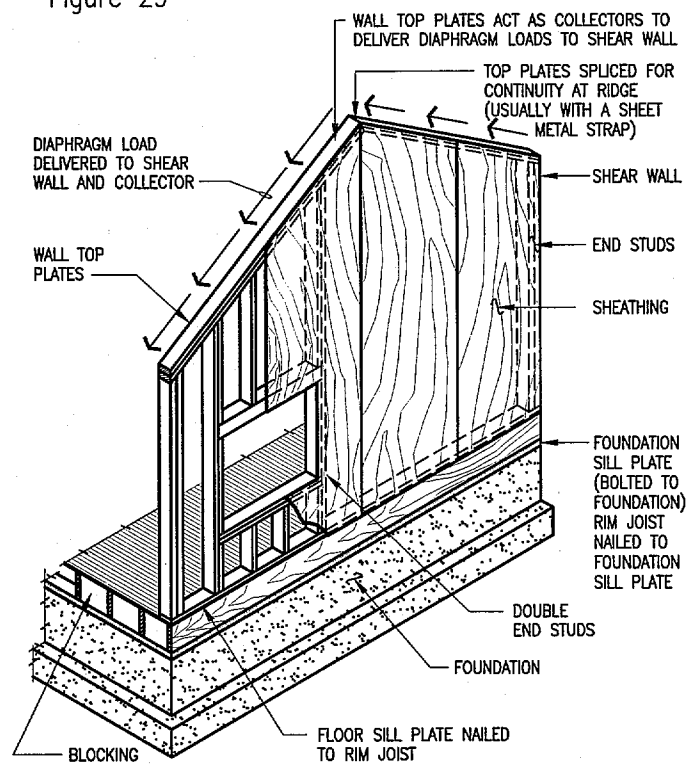 Figure 25
WALL TOP PLATES ACT AS COLLECTORS TO
DELIVER DIAPHRAGM LOADS TO SHEAR WALL
TOP PLATES SPLICED FOR
CONTINUITY AT RIDGE
(USUALLY WITH A SHEET
METAL STRAP)
DIAPHRAGM LOAD
DELIVERED TO SHEAR
WALL AND COLLECTOR
SHEAR WALL
END STUDS
WALL TOP
PLATES
SHEATHING
FOUNDATION
SILL PLATE
(BOLTED TO
FOUNDATION)
RIM JOIST
NAILED TO
FOUNDATION
SILL PLATE
DOUBLE
END STUDS
FOUNDATION
FLOOR SILL PLATE NAILED
TO RIM JOIST
BLOCKING